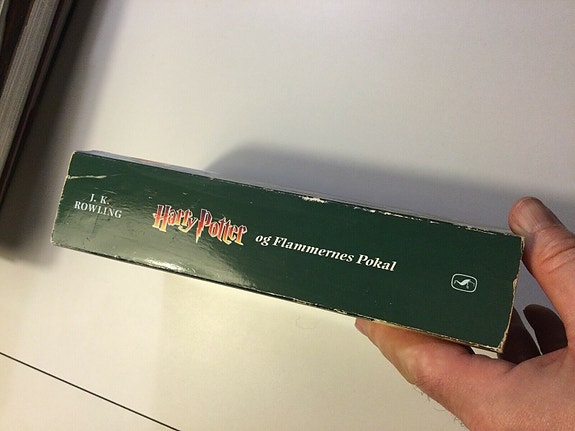 J. K.
ROWLING
Harry Potter
og Flammernes Pokal